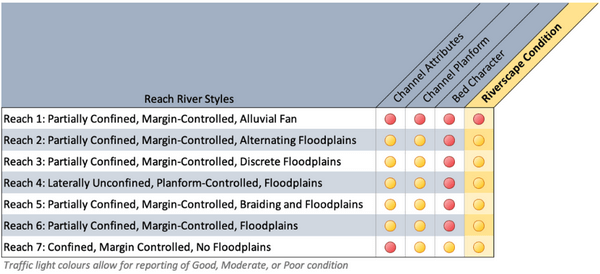 Channel Attributes
Channel Planform
Bed Character
Riverscape Condition
Reach River Styles
Reach 1: Partially Confined, Margin-Controlled, Alluvial Fan
Reach 2: Partially Confined, Margin-Controlled, Alternating Floodplains
Reach 3: Partially Confined, Margin-Controlled, Discrete Floodplains
Reach 4: Laterally Unconfined, Planform-Controlled, Floodplains
Reach 5: Partially Confined, Margin-Controlled, Braiding and Floodplains
Reach 6: Partially Confined, Margin-Controlled, Floodplains
Reach 7: Confined, Margin Controlled, No Floodplains
Traffic light colours allow for reporting of Good, Moderate, or Poor condition